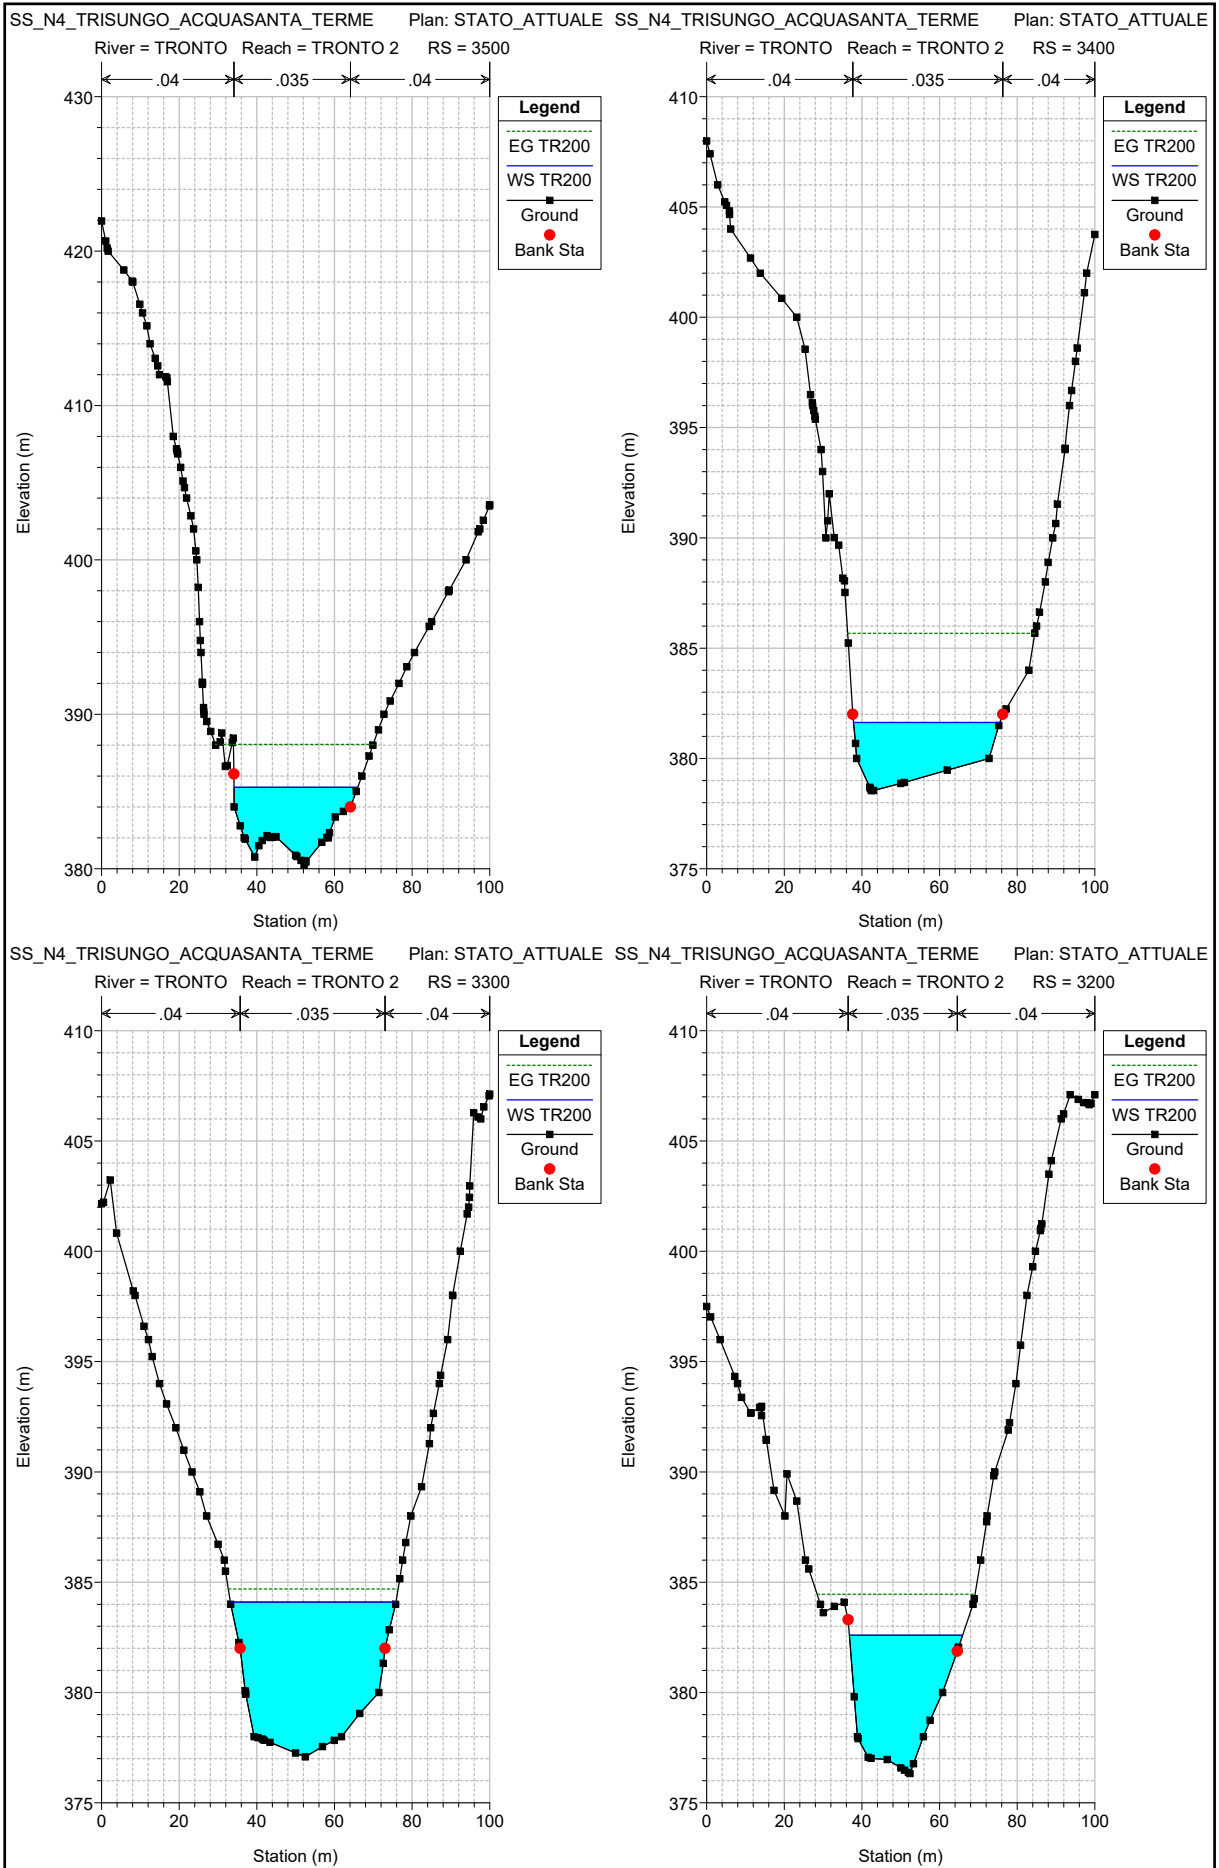 SS_N4_TRISUNGO_ACQUASANTA_TERME Plan: STATO_ATTUALE
River = TRONTO Reach = TRONTO 2 RS = 3500
.04 .035 .04
430
420
410
400
390
380
Elevation (m)
0 20 40 60 80 100
Station (m)
Legend
EG TR200
WS TR200
Ground
Bank Sta
SS_N4_TRISUNGO_ACQUASANTA_TERME Plan: STATO_ATTUALE
River = TRONTO Reach = TRONTO 2 RS = 3400
.04 .035 .04
410
405
400
395
390
385
380
375
Elevation (m)
0 20 40 60 80 100
Station (m)
Legend
EG TR200
WS TR200
Ground
Bank Sta
SS_N4_TRISUNGO_ACQUASANTA_TERME Plan: STATO_ATTUALE
River = TRONTO Reach = TRONTO 2 RS = 3300
.04 .035 .04
410
405
400
395
390
385
380
375
Elevation (m)
0 20 40 60 80 100
Station (m)
Legend
EG TR200
WS TR200
Ground
Bank Sta
SS_N4_TRISUNGO_ACQUASANTA_TERME Plan: STATO_ATTUALE
River = TRONTO Reach = TRONTO 2 RS = 3200
.04 .035 .04
410
405
400
395
390
385
380
375
Elevation (m)
0 20 40 60 80 100
Station (m)
Legend
EG TR200
WS TR200
Ground
Bank Sta